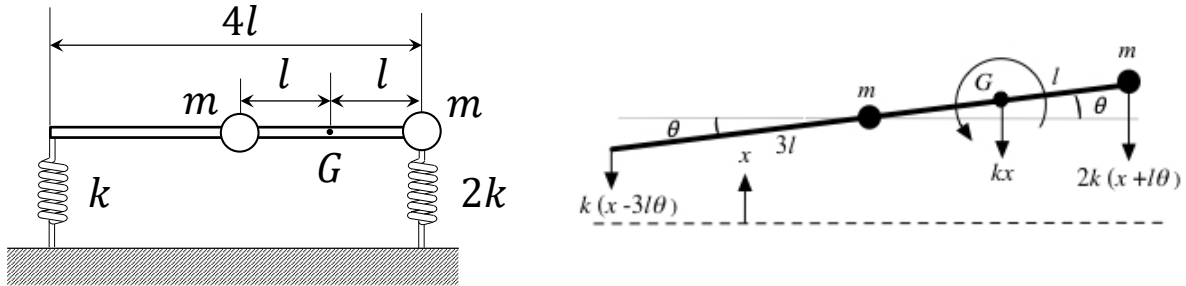 4l
l l
m m
G
k 2k
m
m G l
θ θ
3l
x
kx
k (x -3lθ) 2k (x +lθ)